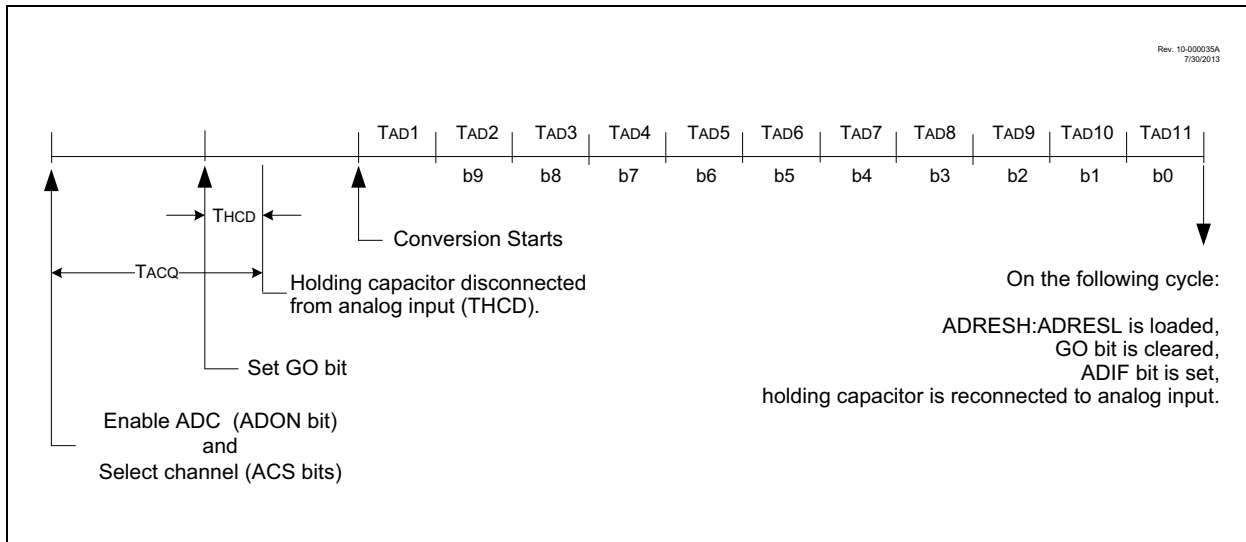 Rev. 10-000035A
7/30/2013
TAD1 TAD2 TAD3 TAD4 TAD5 TAD6 TAD7 TAD8 TAD9 TAD10 TAD11
b9 b8 b7 b6 b5 b4 b3 b2 b1 b0
THCD
Conversion Starts
TACQ
Holding capacitor disconnected
from analog input (THCD).
Set GO bit
Enable ADC (ADON bit)
and
Select channel (ACS bits)
On the following cycle:
ADRESH:ADRESL is loaded,
GO bit is cleared,
ADIF bit is set,
holding capacitor is reconnected to analog input.